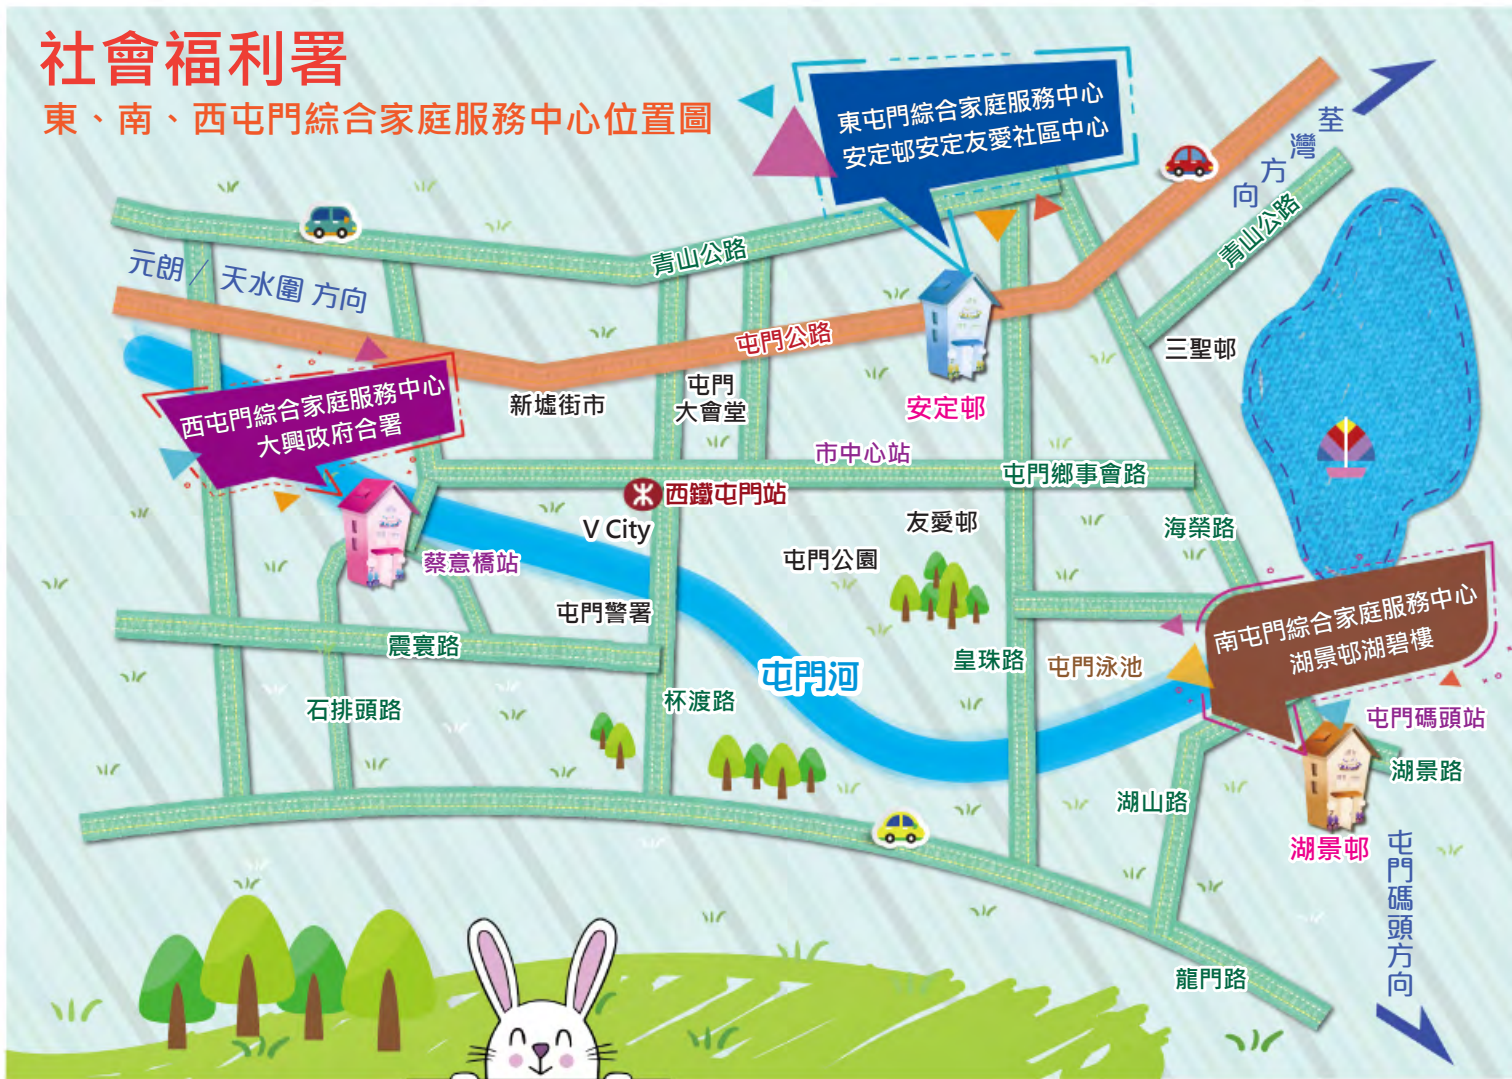 社會福利署
東、南、西屯門綜合家庭服務中心位置圖
東屯門綜合家庭服務中心
安定邨安定友愛社區中心
荃灣方向
青山公路
青山公路
元朗 / 天水圍 方向
屯門公路
三聖邨
西屯門綜合家庭服務中心
大興政府合署
新墟街市
屯門
大會堂
安定邨
市中心站
屯門鄉事會路
西鐵屯門站
V City
友愛邨
海榮路
蔡意橋站
屯門公園
屯門警署
南屯門綜合家庭服務中心
湖景邨湖碧樓
震寰路
皇珠路
屯門泳池
屯門河
石排頭路
杯渡路
屯門碼頭站
湖景路
湖山路
湖景邨
屯門碼頭方向
龍門路